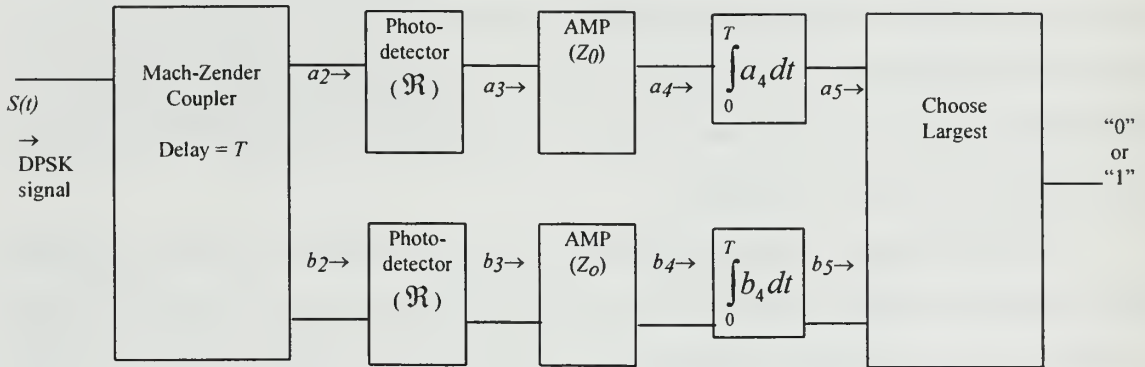 S(t)
→
DPSK
signal
Mach-Zender
Coupler
Delay = T
a2→
Photo-
detector
(ℜ)
a3→
AMP
(Z0)
a4→
T
∫a₄dt
0
a5→
b2→
Photo-
detector
(ℜ)
b3→
AMP
(Zo)
b4→
T
∫b₄dt
0
b5→
Choose
Largest
“0”
or
“1”